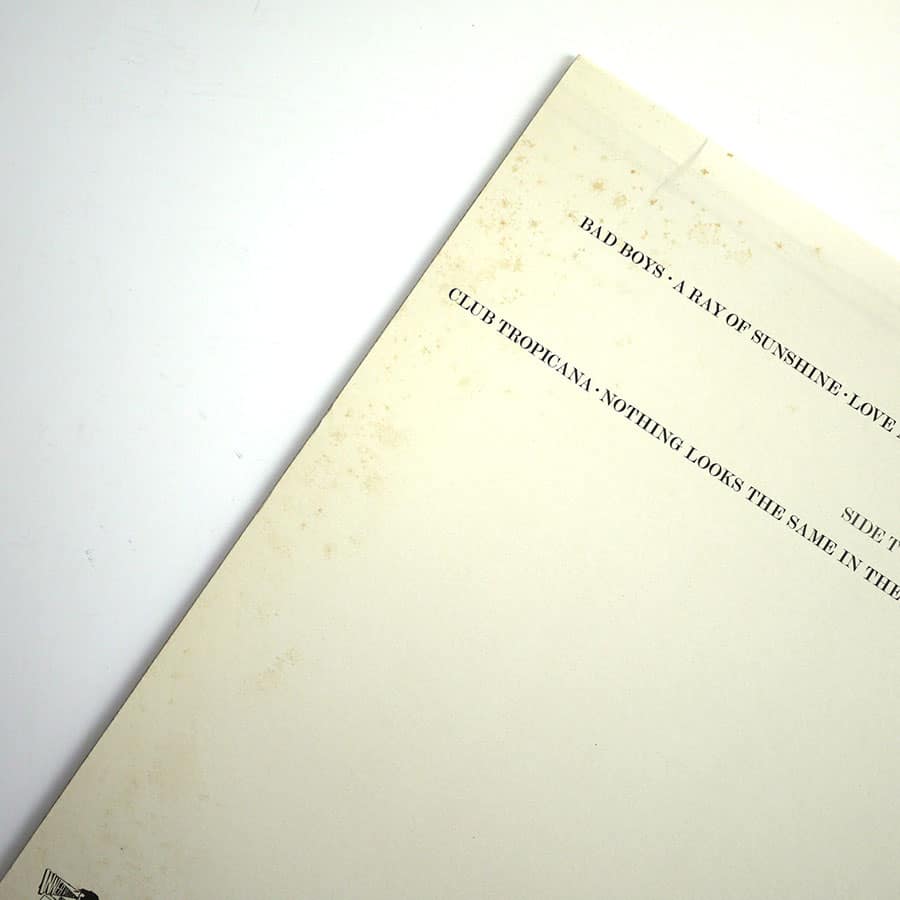 BAD BOYS · A RAY OF SUNSHINE · LOVE
SIDE T
CLUB TROPICANA · NOTHING LOOKS THE SAME IN THE